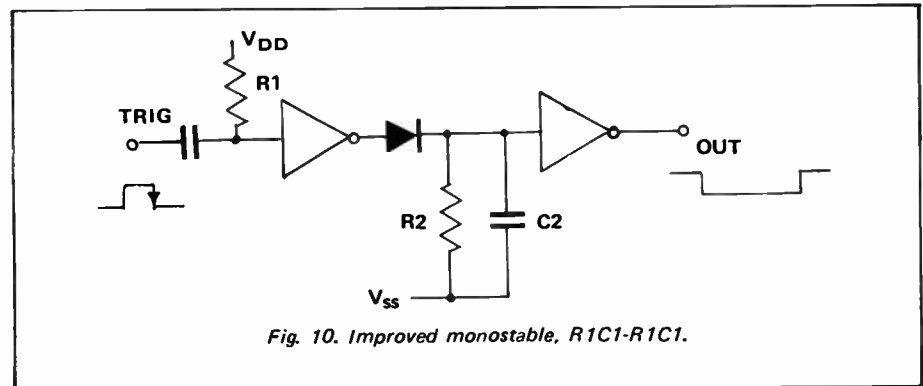 VDD
R1
TRIG
OUT
R2
C2
Vss
Fig. 10. Improved monostable, R1C1-R1C1.